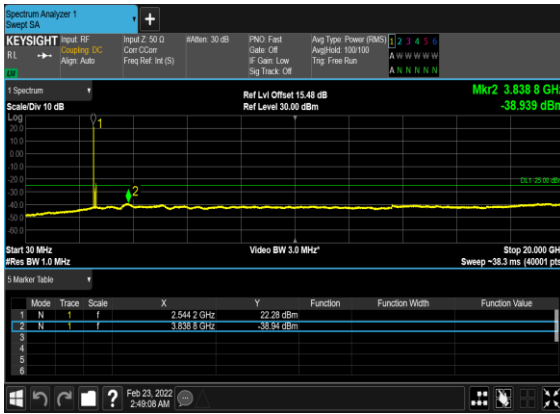 Spectrum Analyzer 1
Swept SA
+
KEYSIGHT
RL
LXI
Input: RF
Coupling: DC
Align: Auto
Input Z: 50 Ω
Corr CCorr
Freq Ref: Int (S)
#Atten: 30 dB
PNO: Fast
Gate: Off
IF Gain: Low
Sig Track: Off
Avg Type: Power (RMS)
Avg|Hold: 100/100
Trig: Free Run
1 2 3 4 5 6
A W W W W W
A N N N N N
1 Spectrum
Scale/Div 10 dB
Log
Ref Lvl Offset 15.48 dB
Ref Level 30.00 dBm
Mkr2 3.838 8 GHz
-38.939 dBm
20.0
10.0
0.00
-10.0
-20.0
-30.0
-40.0
-50.0
-60.0
1
2
DL1 -25.00 dBm
Start 30 MHz
#Res BW 1.0 MHz
Video BW 3.0 MHz*
Stop 20.000 GHz
Sweep ~38.3 ms (40001 pts)
5 Marker Table
Mode Trace Scale X Y Function Function Width Function Value
1 N 1 f 2.544 2 GHz 22.28 dBm
2 N 1 f 3.838 8 GHz -38.94 dBm
3
4
5
6
?
Feb 23, 2022
2:49:08 AM